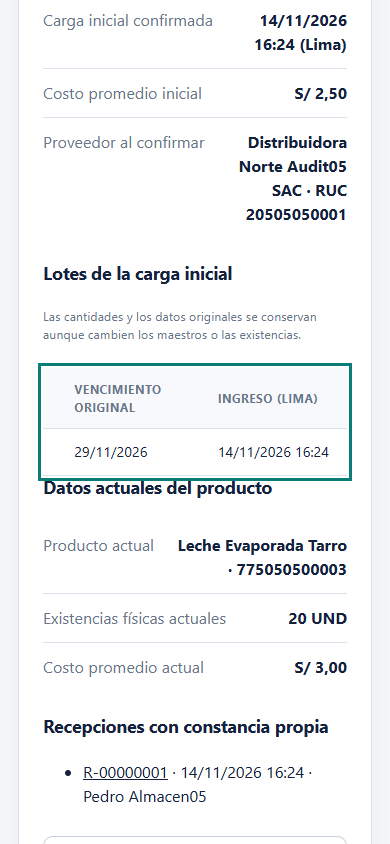 Carga inicial confirmada 14/11/2026
16:24 (Lima)
Costo promedio inicial S/ 2,50
Proveedor al confirmar Distribuidora
Norte Audit05
SAC · RUC
20505050001
Lotes de la carga inicial
Las cantidades y los datos originales se conservan
aunque cambien los maestros o las existencias.
VENCIMIENTO
ORIGINAL INGRESO (LIMA)
29/11/2026 14/11/2026 16:24
Datos actuales del producto
Producto actual Leche Evaporada Tarro
· 775050500003
Existencias físicas actuales 20 UND
Costo promedio actual S/ 3,00
Recepciones con constancia propia
• R-00000001 · 14/11/2026 16:24 ·
Pedro Almacen05